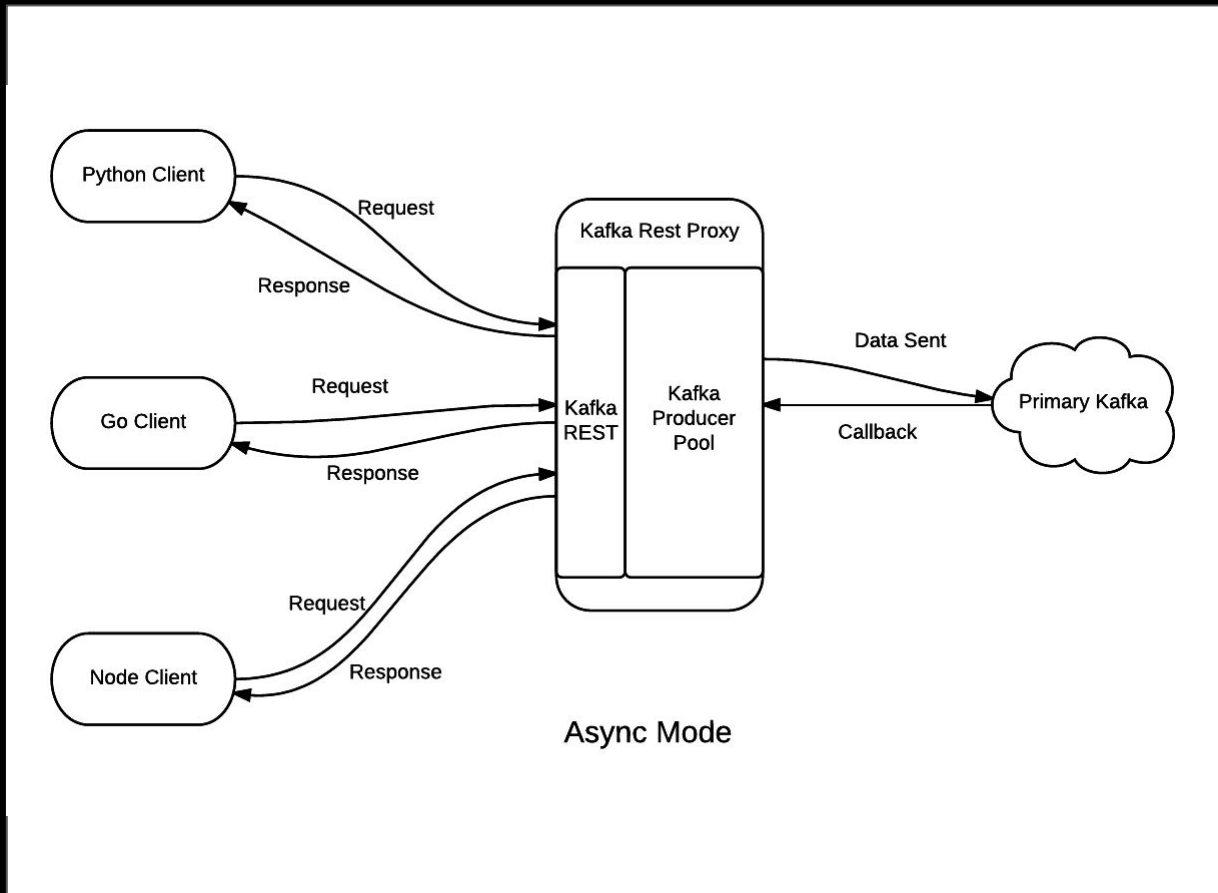 Python Client
Request
Response
Kafka Rest Proxy
Request
Go Client
Response
Kafka
REST
Kafka
Producer
Pool
Data Sent
Primary Kafka
Callback
Request
Node Client
Response
Async Mode